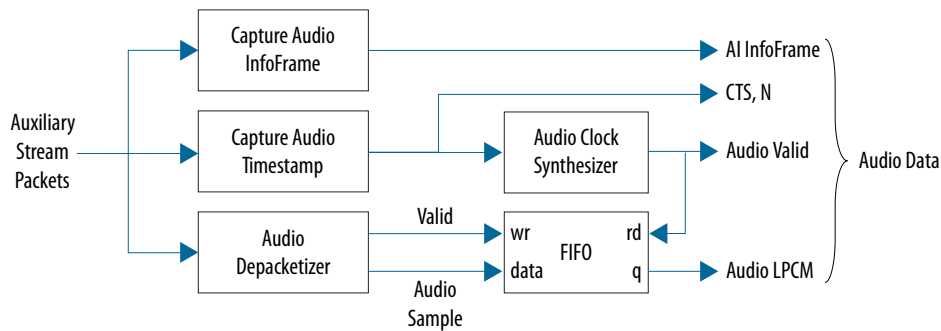 Capture Audio
InfoFrame
AI InfoFrame
CTS, N
Auxiliary
Stream
Packets
Capture Audio
Timestamp
Audio Clock
Synthesizer
Audio Valid
Audio Data
Audio
Depacketizer
Valid
Audio
Sample
wr
rd
FIFO
data
q
Audio LPCM